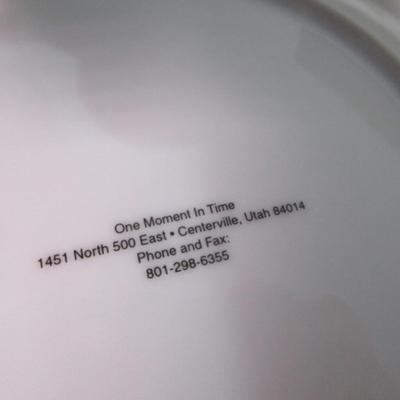 One Moment In Time
1451 North 500 East • Centerville, Utah 84014
Phone and Fax:
801-298-6355